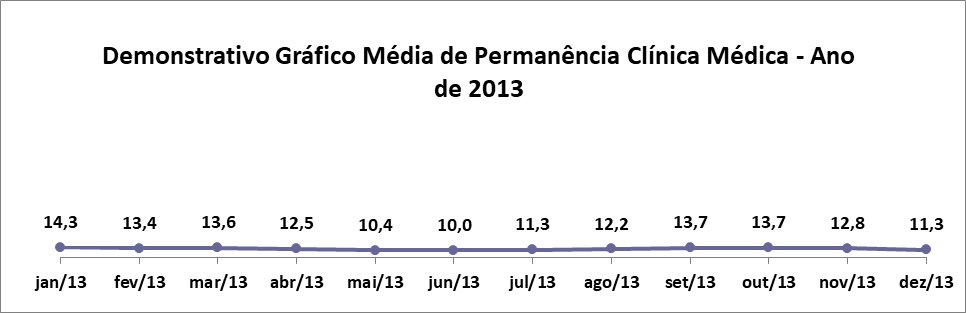 Demonstrativo Gráfico Média de Permanência Clínica Médica - Ano
de 2013
14,3 13,4 13,6 12,5 10,4 10,0 11,3 12,2 13,7 13,7 12,8 11,3
jan/13 fev/13 mar/13 abr/13 mai/13 jun/13 jul/13 ago/13 set/13 out/13 nov/13 dez/13